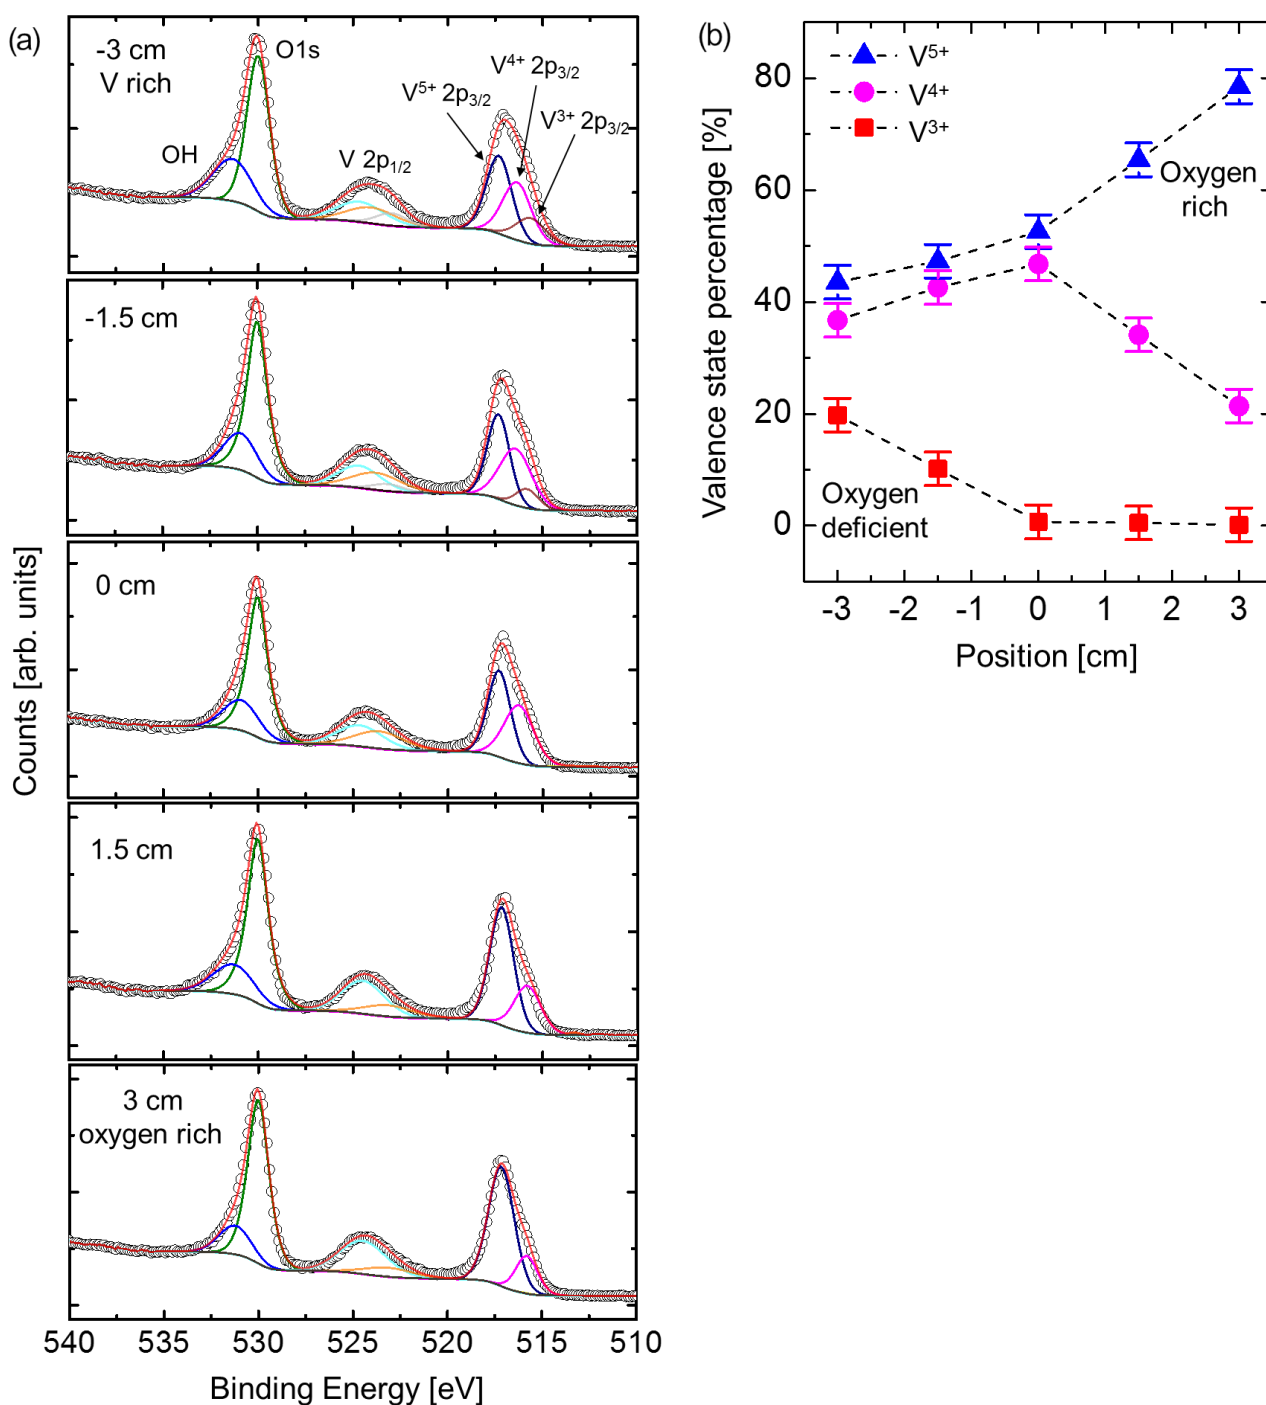 (a)
-3 cm
V rich
O1s
OH
V 2p1/2
V⁵⁺ 2p3/2
V⁴⁺ 2p3/2
V³⁺ 2p3/2
-1.5 cm
0 cm
1.5 cm
3 cm
oxygen rich
Counts [arb. units]
540 535 530 525 520 515 510
Binding Energy [eV]
(b)
V⁵⁺
V⁴⁺
V³⁺
Oxygen
rich
Oxygen
deficient
Valence state percentage [%]
80
60
40
20
0
-3 -2 -1 0 1 2 3
Position [cm]